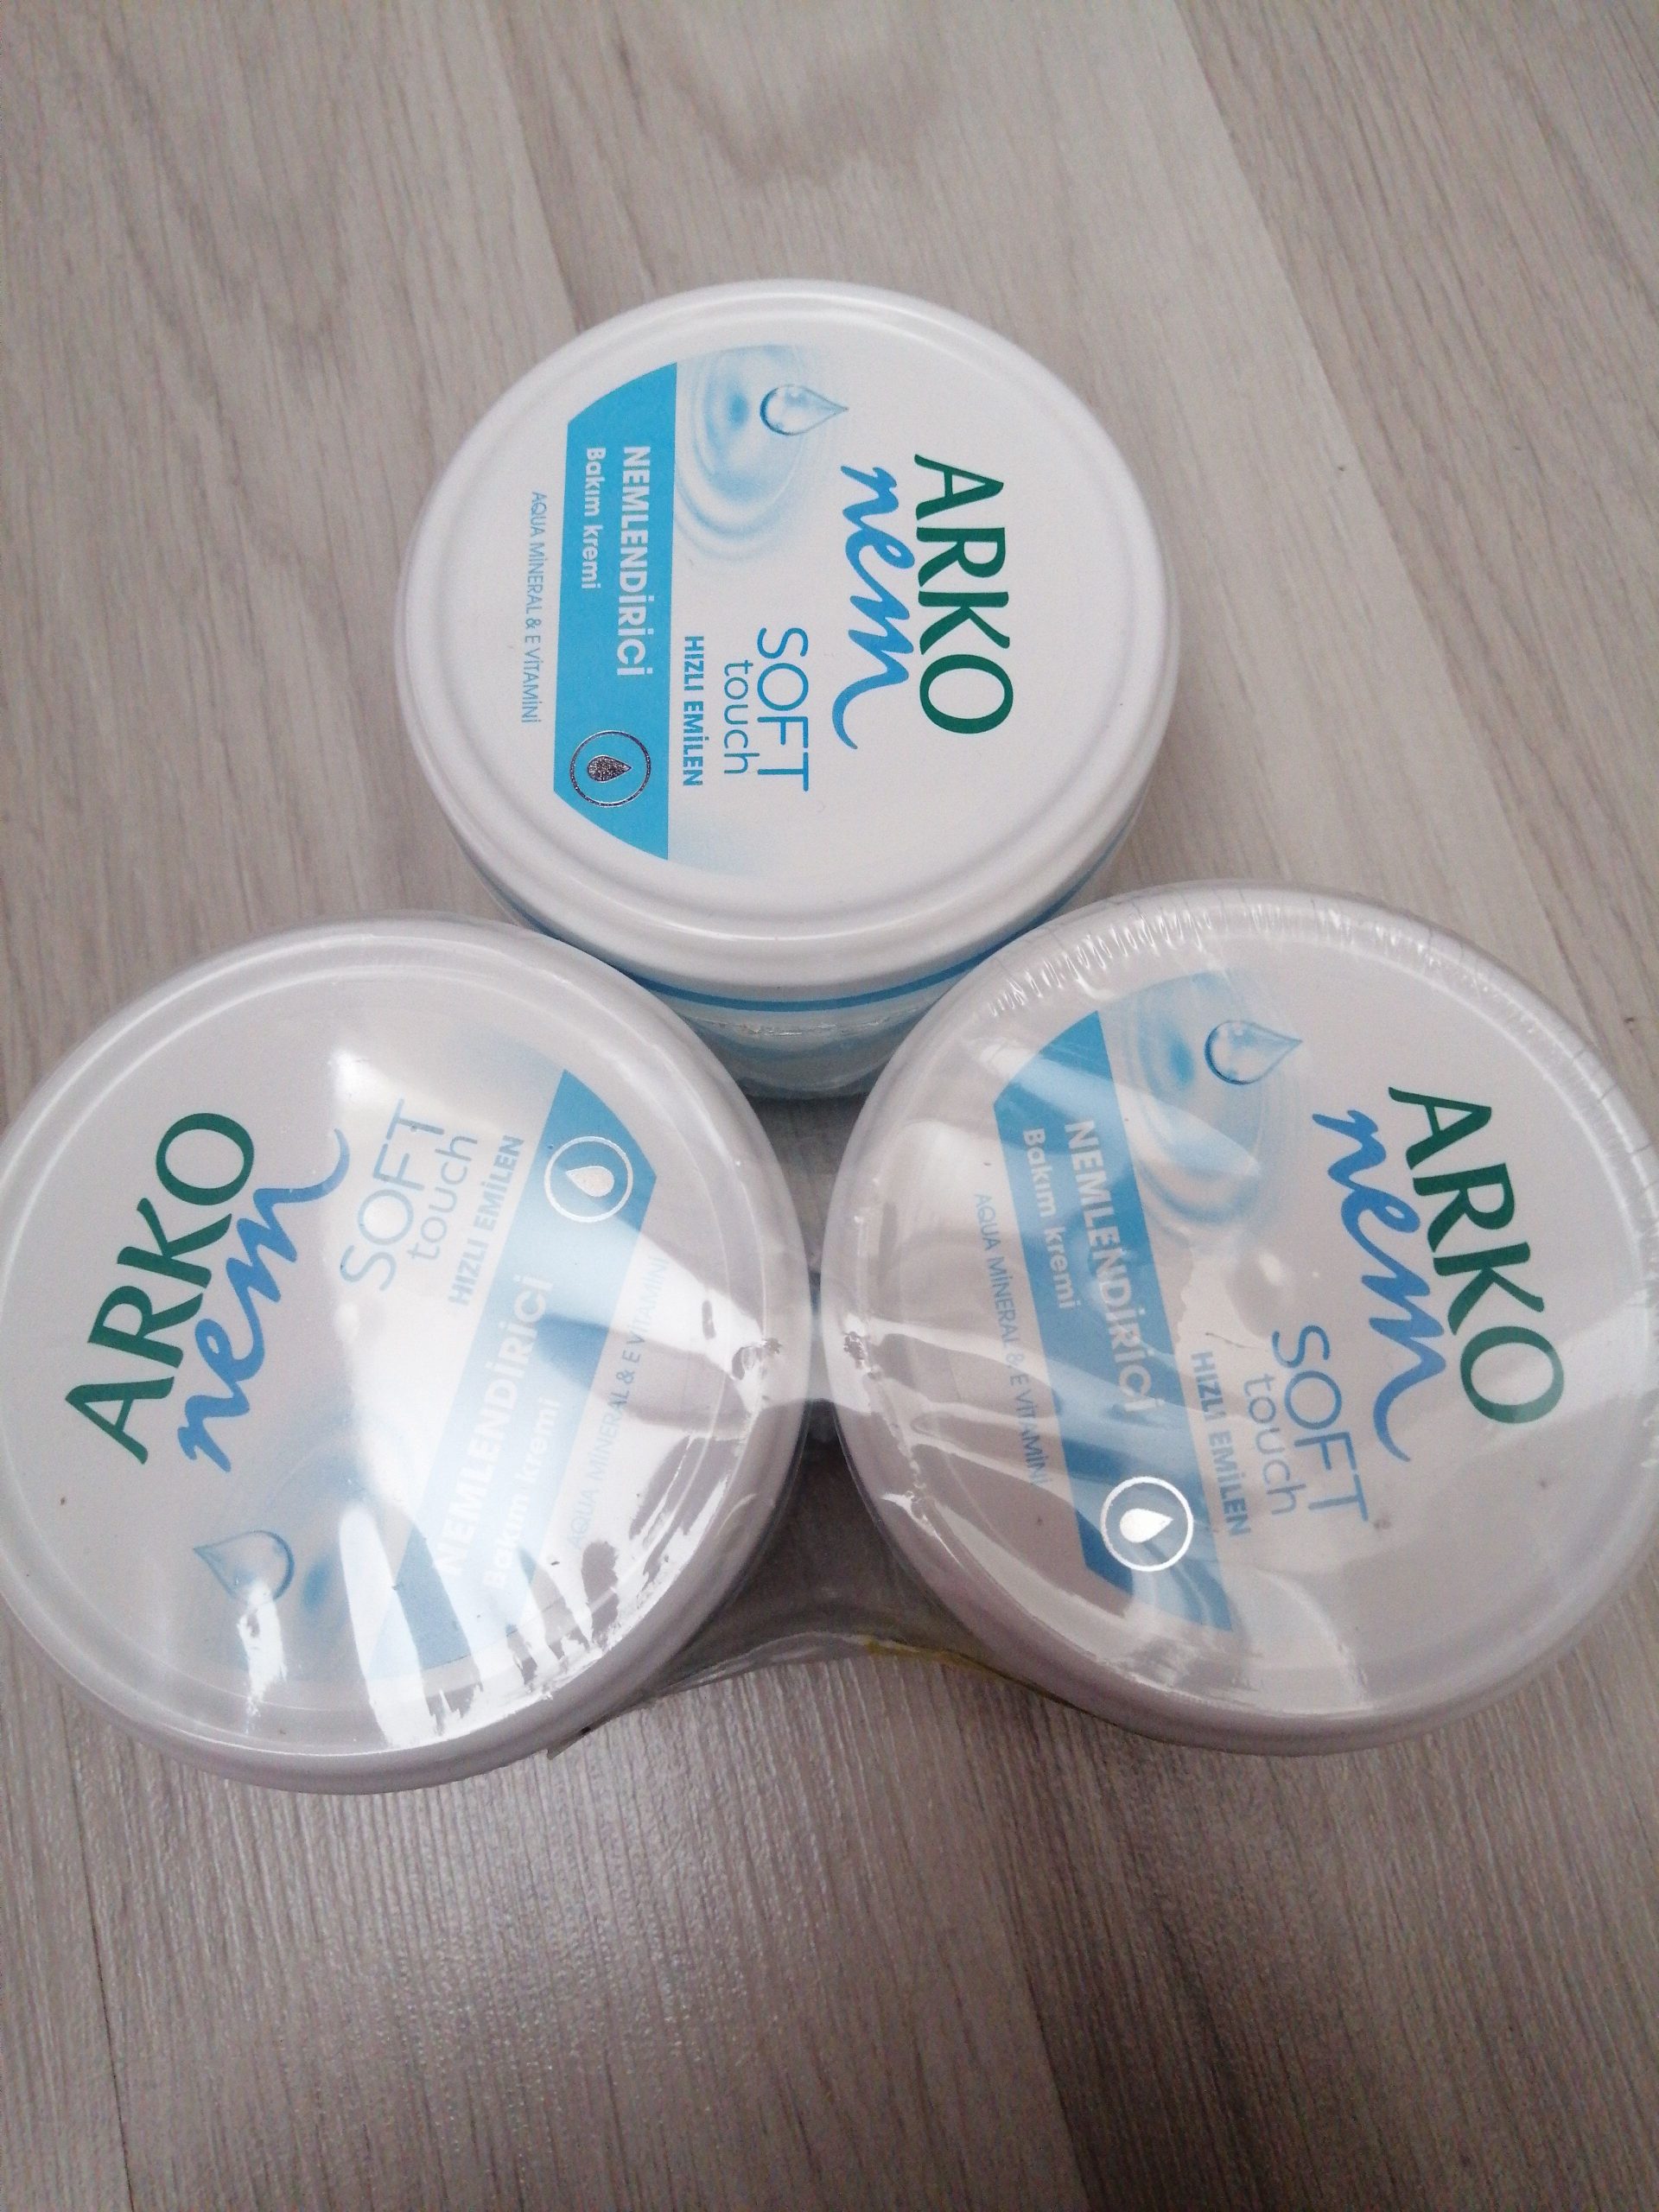 ARKO
nem
SOFT
touch
HIZLI EMİLEN
NEMLENDİRİCİ
Bakım kremi
AQUA MİNERAL & E VİTAMİNİ
ARKO
nem
SOFT
touch
HIZLI EMİLEN
NEMLENDİRİCİ
Bakım kremi
AQUA MİNERAL & E VİTAMİNİ
ARKO
nem
SOFT
touch
HIZLI EMİLEN
NEMLENDİRİCİ
Bakım kremi
AQUA MİNERAL & E VİTAMİNİ